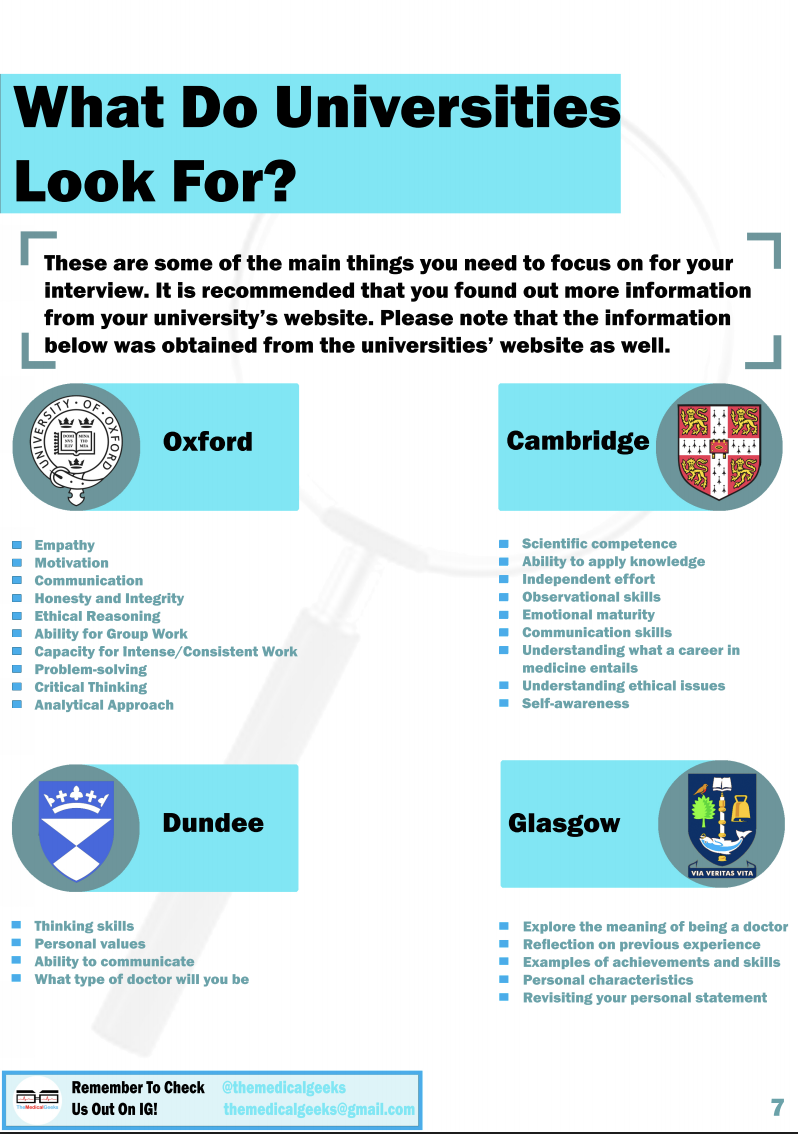 What Do Universities
Look For?
These are some of the main things you need to focus on for your
interview. It is recommended that you found out more information
from your university's website. Please note that the information
below was obtained from the universities' website as well.
UNIVERSITY · OF · OXFORD
DOMI MINA
NVS TIO
ILLV MEA
Oxford
Empathy
Motivation
Communication
Honesty and Integrity
Ethical Reasoning
Ability for Group Work
Capacity for Intense/Consistent Work
Problem-solving
Critical Thinking
Analytical Approach
Cambridge
Scientific competence
Ability to apply knowledge
Independent effort
Observational skills
Emotional maturity
Communication skills
Understanding what a career in
medicine entails
Understanding ethical issues
Self-awareness
Dundee
Thinking skills
Personal values
Ability to communicate
What type of doctor will you be
Glasgow
VIA VERITAS VITA
Explore the meaning of being a doctor
Reflection on previous experience
Examples of achievements and skills
Personal characteristics
Revisiting your personal statement
TheMedicalGeeks
Remember To Check
Us Out On IG!
@themedicalgeeks
themedicalgeeks@gmail.com
7